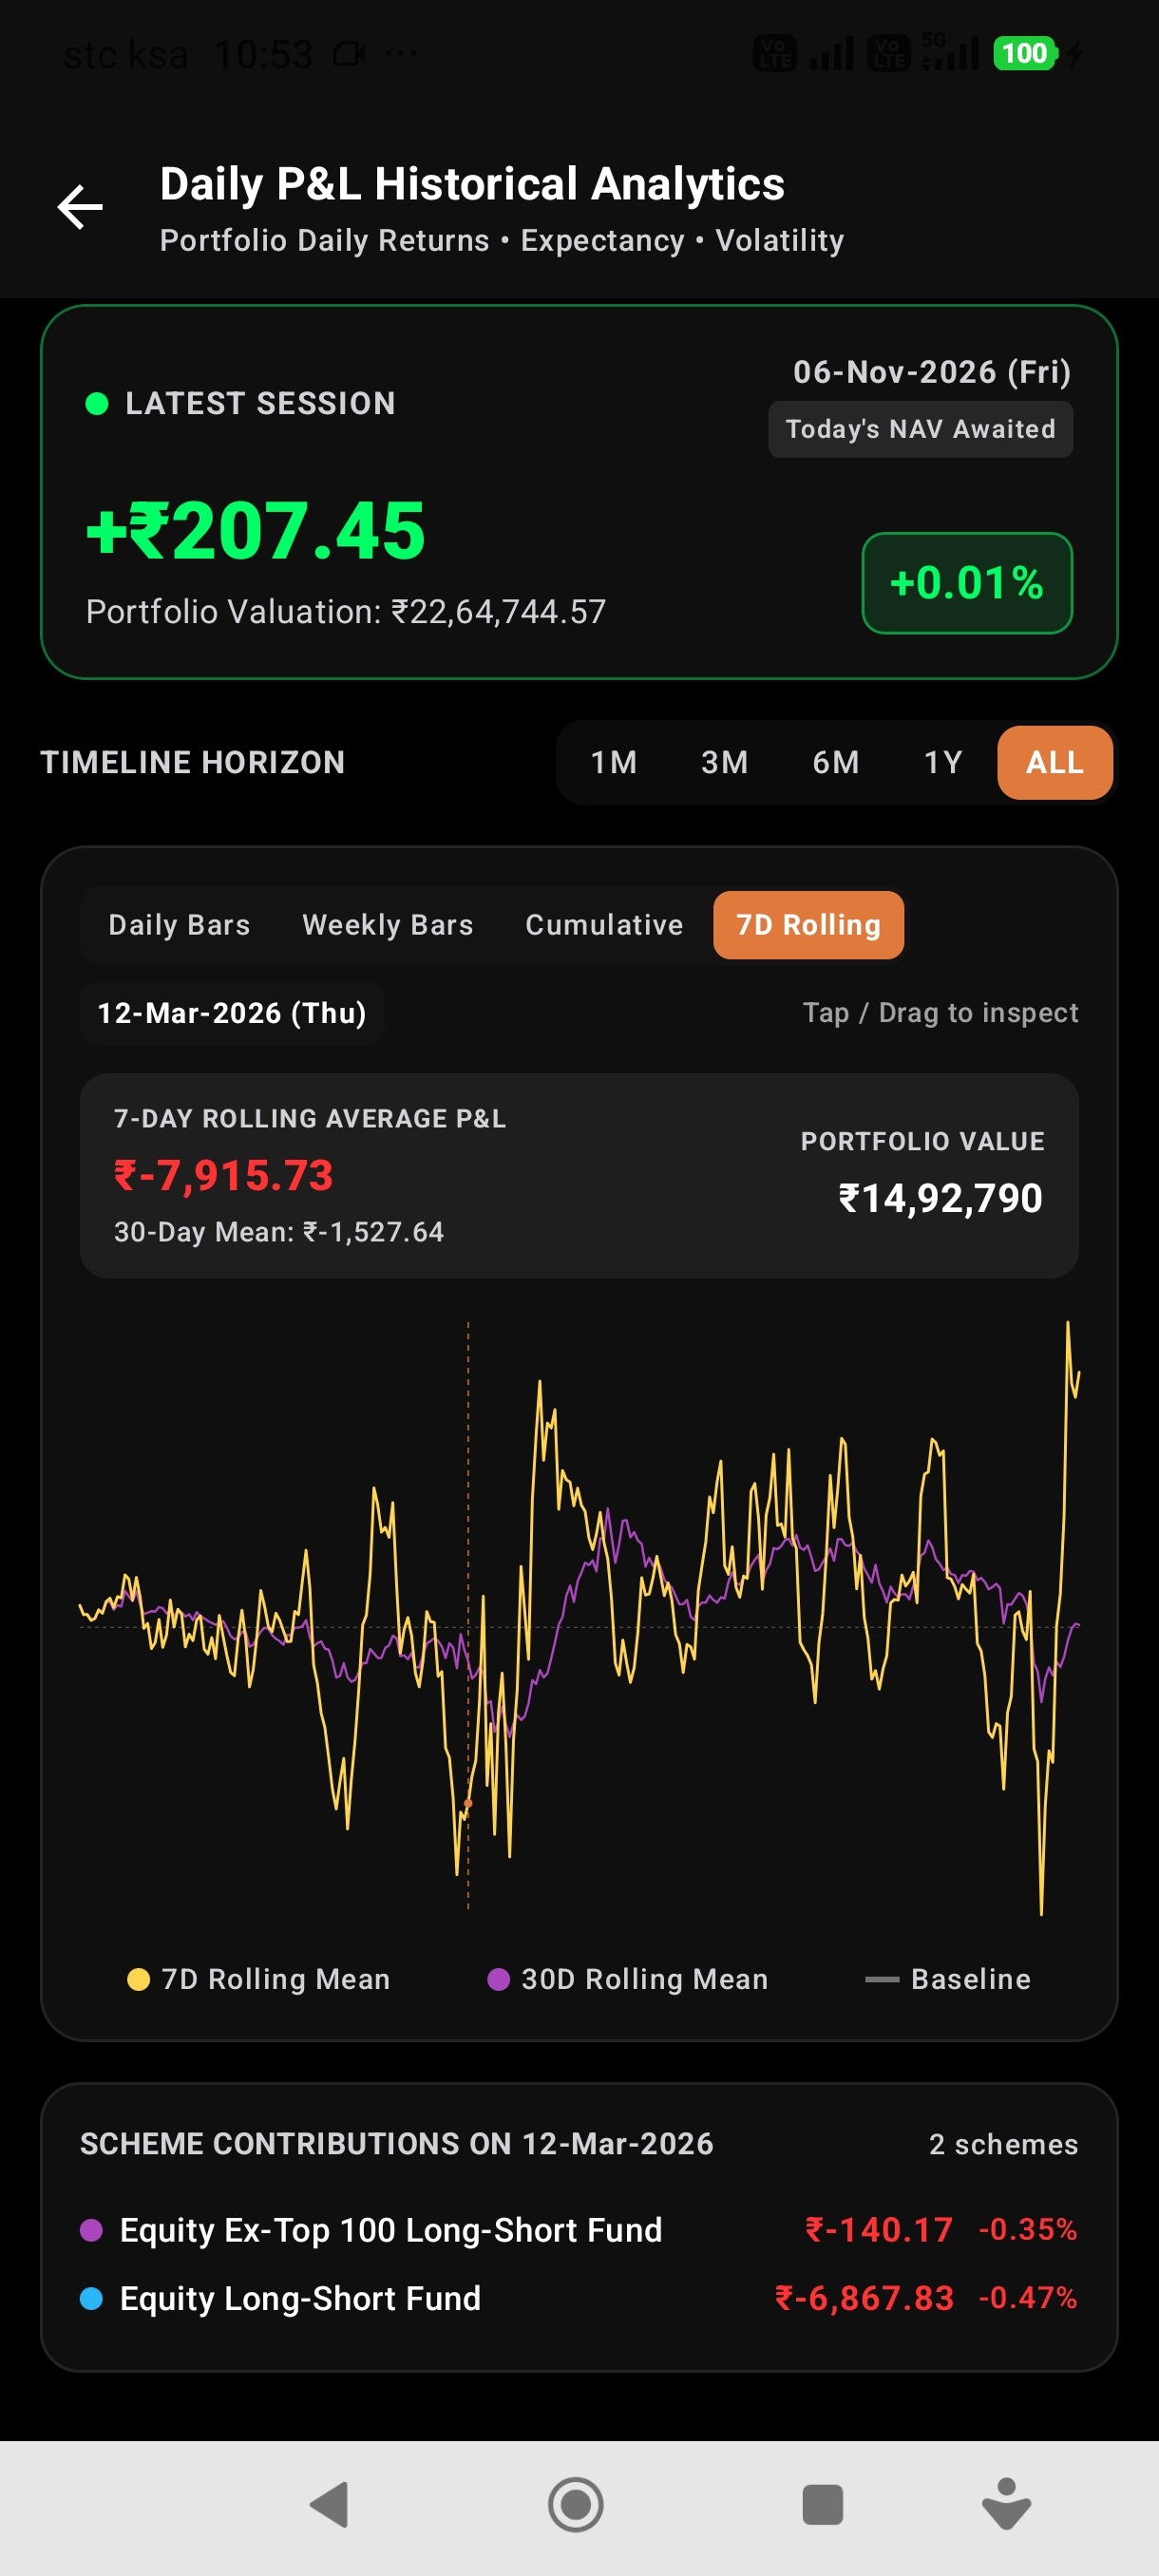 stc ksa 10:53 ...
Vo LTE Vo LTE 5G 100
Daily P&L Historical Analytics
Portfolio Daily Returns • Expectancy • Volatility
LATEST SESSION
06-Nov-2026 (Fri)
Today's NAV Awaited
+₹207.45
+0.01%
Portfolio Valuation: ₹22,64,744.57
TIMELINE HORIZON
1M 3M 6M 1Y ALL
Daily Bars Weekly Bars Cumulative 7D Rolling
12-Mar-2026 (Thu) Tap / Drag to inspect
7-DAY ROLLING AVERAGE P&L
₹-7,915.73
30-Day Mean: ₹-1,527.64
PORTFOLIO VALUE
₹14,92,790
7D Rolling Mean 30D Rolling Mean Baseline
SCHEME CONTRIBUTIONS ON 12-Mar-2026 2 schemes
Equity Ex-Top 100 Long-Short Fund ₹-140.17 -0.35%
Equity Long-Short Fund ₹-6,867.83 -0.47%